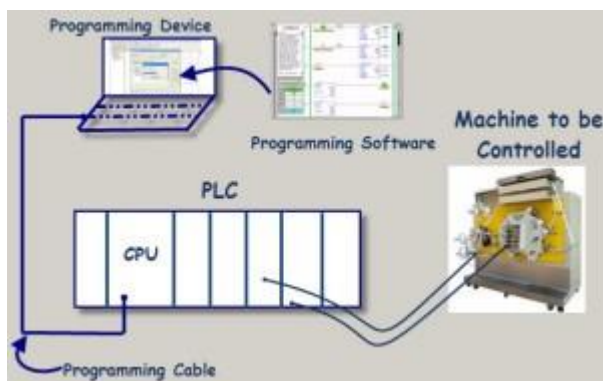 Programming Device
Programming Software
Machine to be
Controlled
PLC
CPU
Programming Cable